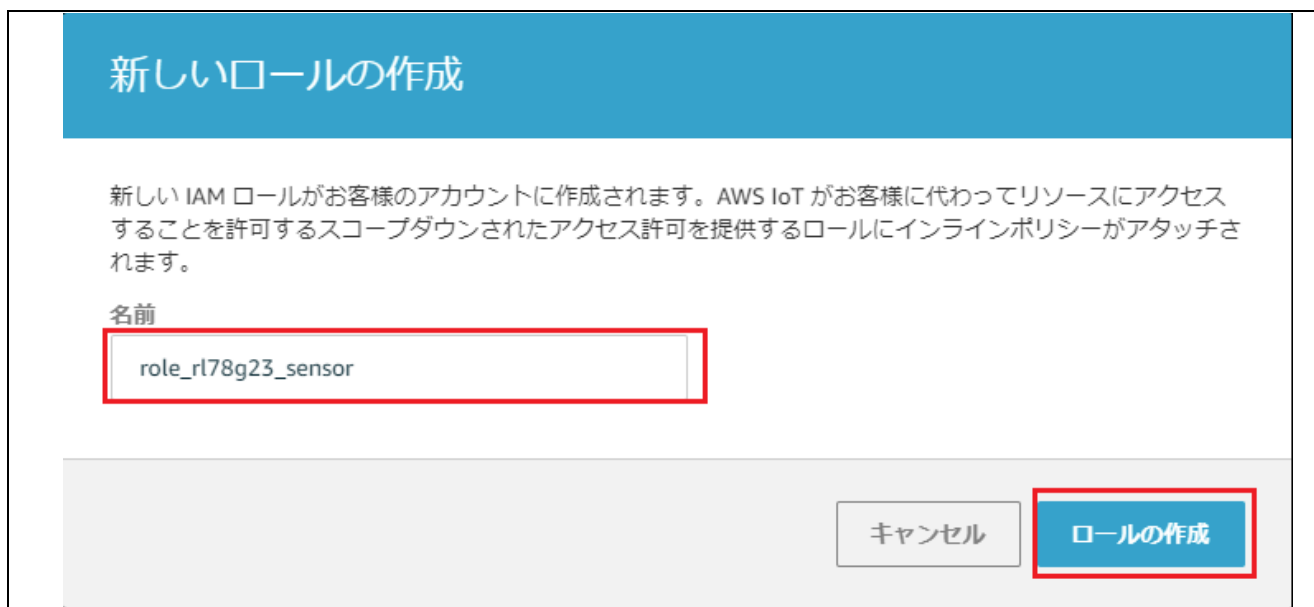 新しいロールの作成
新しい IAM ロールがお客様のアカウントに作成されます。AWS IoT がお客様に代わってリソースにアクセス
することを許可するスコープダウンされたアクセス許可を提供するロールにインラインポリシーがアタッチさ
れます。
名前
role_rl78g23_sensor
キャンセル
ロールの作成